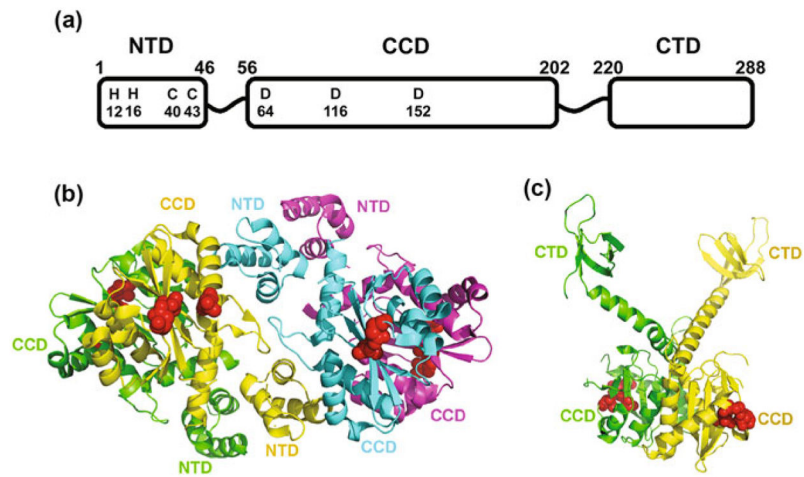 (a)
NTD CCD CTD
1 46 56 202 220 288
H H C C D D D
12 16 40 43 64 116 152
(b) (c)
CCD NTD NTD
CTD CTD
CCD
CCD CCD
CCD
NTD NTD CCD